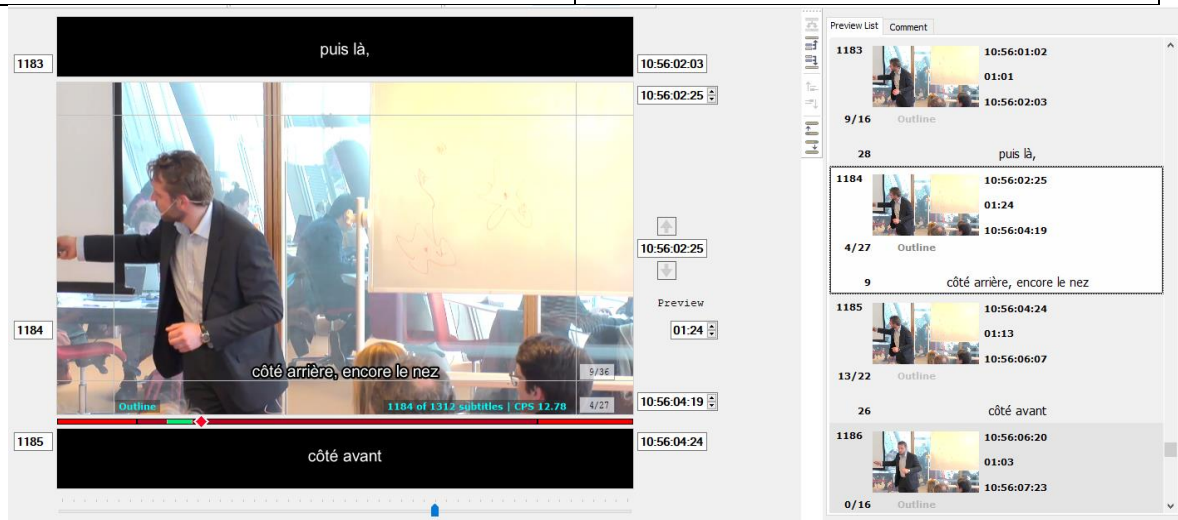 puis là,
1183
10:56:02:03
10:56:02:25
10:56:02:25
Preview
1184
01:24
côté arrière, encore le nez
9/36
Outline
1184 of 1312 subtitles | CPS 12.78
4/27
10:56:04:19
1185
10:56:04:24
côté avant
Preview List
Comment
1183
10:56:01:02
01:01
10:56:02:03
9/16
Outline
28
puis là,
1184
10:56:02:25
01:24
10:56:04:19
4/27
Outline
9
côté arrière, encore le nez
1185
10:56:04:24
01:13
10:56:06:07
13/22
Outline
26
côté avant
1186
10:56:06:20
01:03
10:56:07:23
0/16
Outline